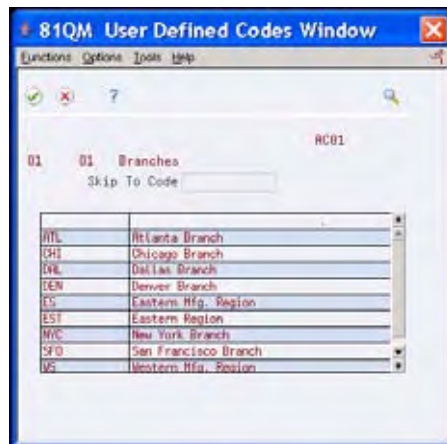 81QM User Defined Codes Window
Functions Options Tools Help
?
AC01
01 01 Branches
Skip To Code
ATL Atlanta Branch
CHI Chicago Branch
DAL Dallas Branch
DEN Denver Branch
ES Eastern Mfg. Region
EST Eastern Region
NYC New York Branch
SFO San Francisco Branch
WS Western Mfg. Region